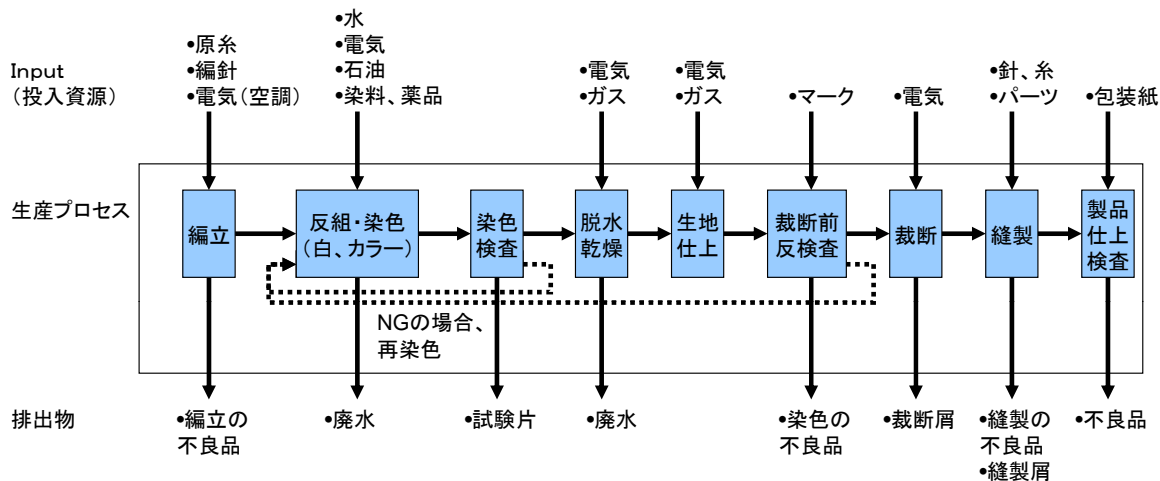 Input
(投入資源)
•原糸
•編針
•電気(空調)
•水
•電気
•石油
•染料、薬品
•電気
•ガス
•電気
•ガス
•マーク
•電気
•針、糸
•パーツ
•包装紙
生産プロセス
編立
反組・染色
(白、カラー)
染色
検査
脱水
乾燥
生地
仕上
裁断前
反検査
裁断
縫製
製品
仕上
検査
NGの場合、
再染色
排出物
•編立の
不良品
•廃水
•試験片
•廃水
•染色の
不良品
•裁断屑
•縫製の
不良品
•縫製屑
•不良品